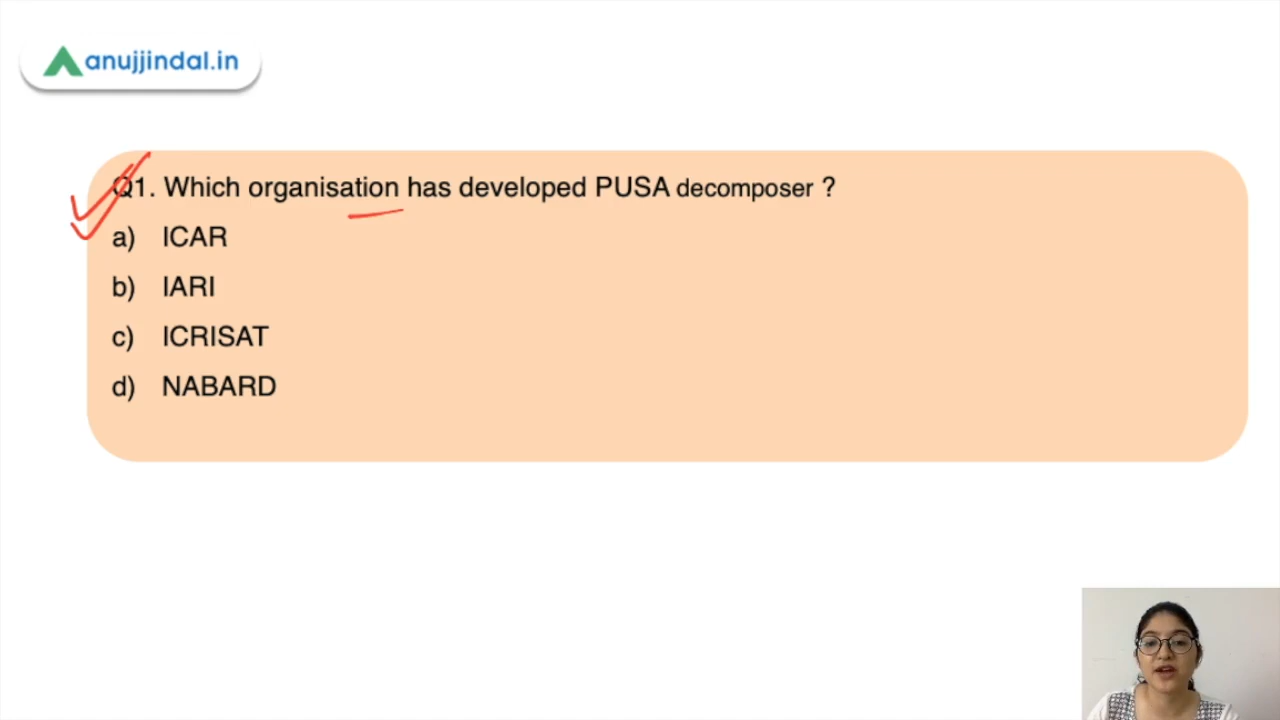 anujjindal.in
Q1. Which organisation has developed PUSA decomposer ?
a) ICAR
b) IARI
c) ICRISAT
d) NABARD